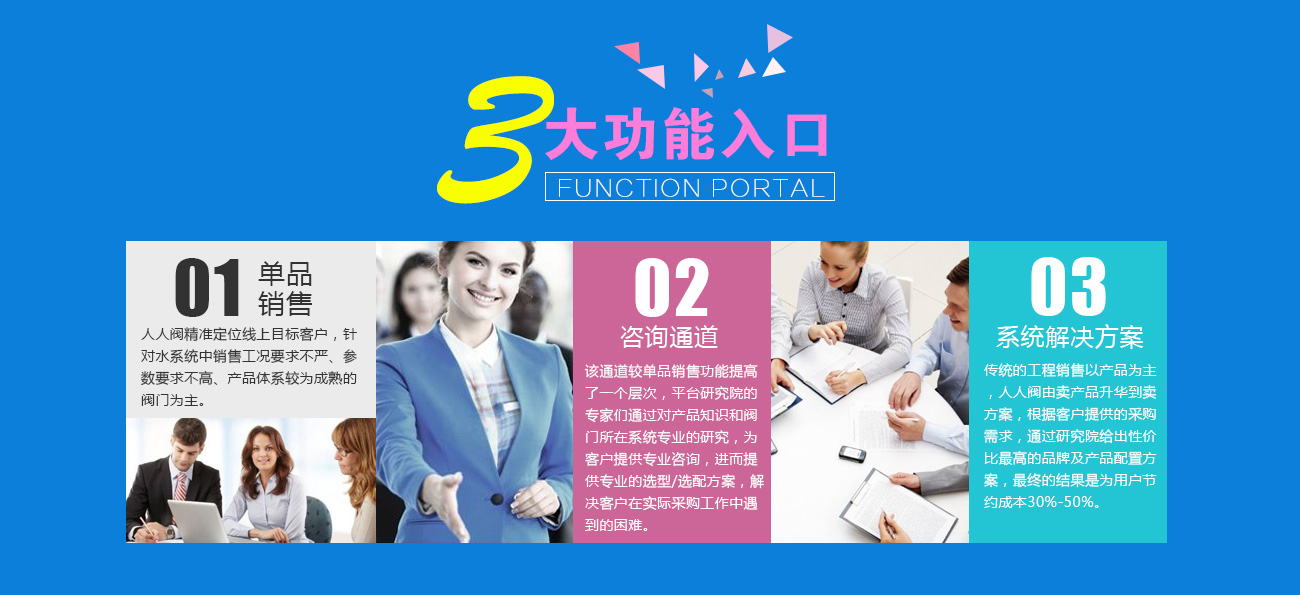 3大功能入口
FUNCTION PORTAL
01 单品
销售
人人阀精准定位线上目标客户，针
对水系统中销售工况要求不严、参
数要求不高、产品体系较为成熟的
阀门为主。
02
咨询通道
该通道较单品销售功能提高
了一个层次，平台研究院的
专家们通过对产品知识和阀
门所在系统专业的研究，为
客户提供专业咨询，进而提
供专业的选型/选配方案，解
决客户在实际采购工作中遇
到的困难。
03
系统解决方案
传统的工程销售以产品为主
，人人阀由卖产品升华到卖
方案，根据客户提供的采购
需求，通过研究院给出性价
比最高的品牌及产品配置方
案，最终的结果是为用户节
约成本30%-50%。